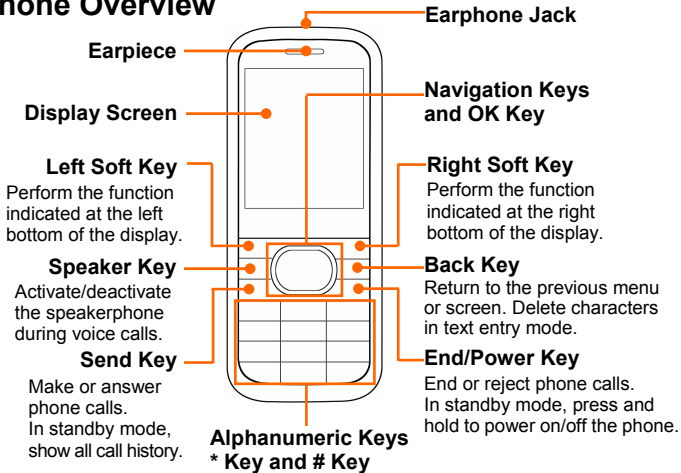 Phone Overview
Earphone Jack
Earpiece
Navigation Keys
and OK Key
Display Screen
Left Soft Key
Perform the function
indicated at the left
bottom of the display.
Right Soft Key
Perform the function
indicated at the right
bottom of the display.
Speaker Key
Activate/deactivate
the speakerphone
during voice calls.
Back Key
Return to the previous menu
or screen. Delete characters
in text entry mode.
Send Key
Make or answer
phone calls.
In standby mode,
show all call history.
End/Power Key
End or reject phone calls.
In standby mode, press and
hold to power on/off the phone.
Alphanumeric Keys
* Key and # Key